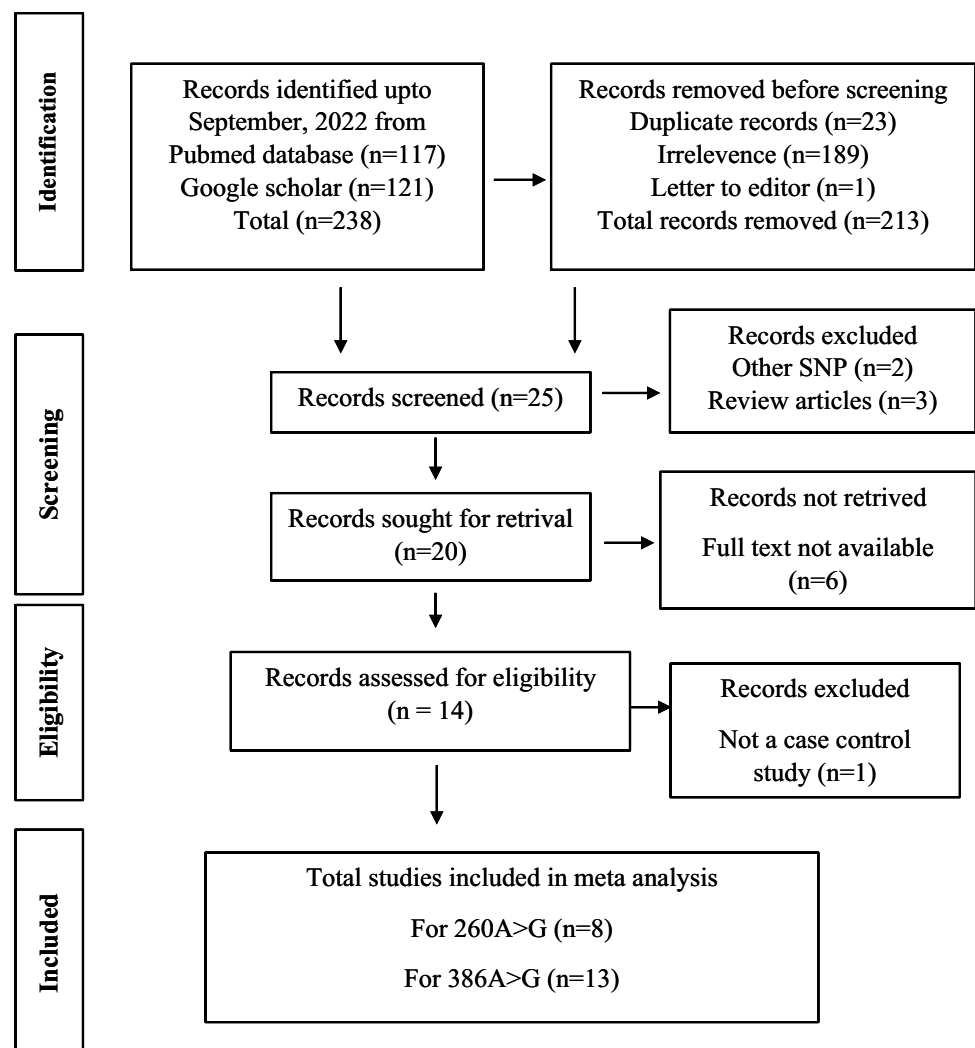 Identification
Records identified upto
September, 2022 from
Pubmed database (n=117)
Google scholar (n=121)
Total (n=238)
Records removed before screening
Duplicate records (n=23)
Irrelevence (n=189)
Letter to editor (n=1)
Total records removed (n=213)
Screening
Records screened (n=25)
Records excluded
Other SNP (n=2)
Review articles (n=3)
Records sought for retrival
(n=20)
Records not retrived
Full text not available
(n=6)
Eligibility
Records assessed for eligibility
(n = 14)
Records excluded
Not a case control
study (n=1)
Included
Total studies included in meta analysis
For 260A>G (n=8)
For 386A>G (n=13)